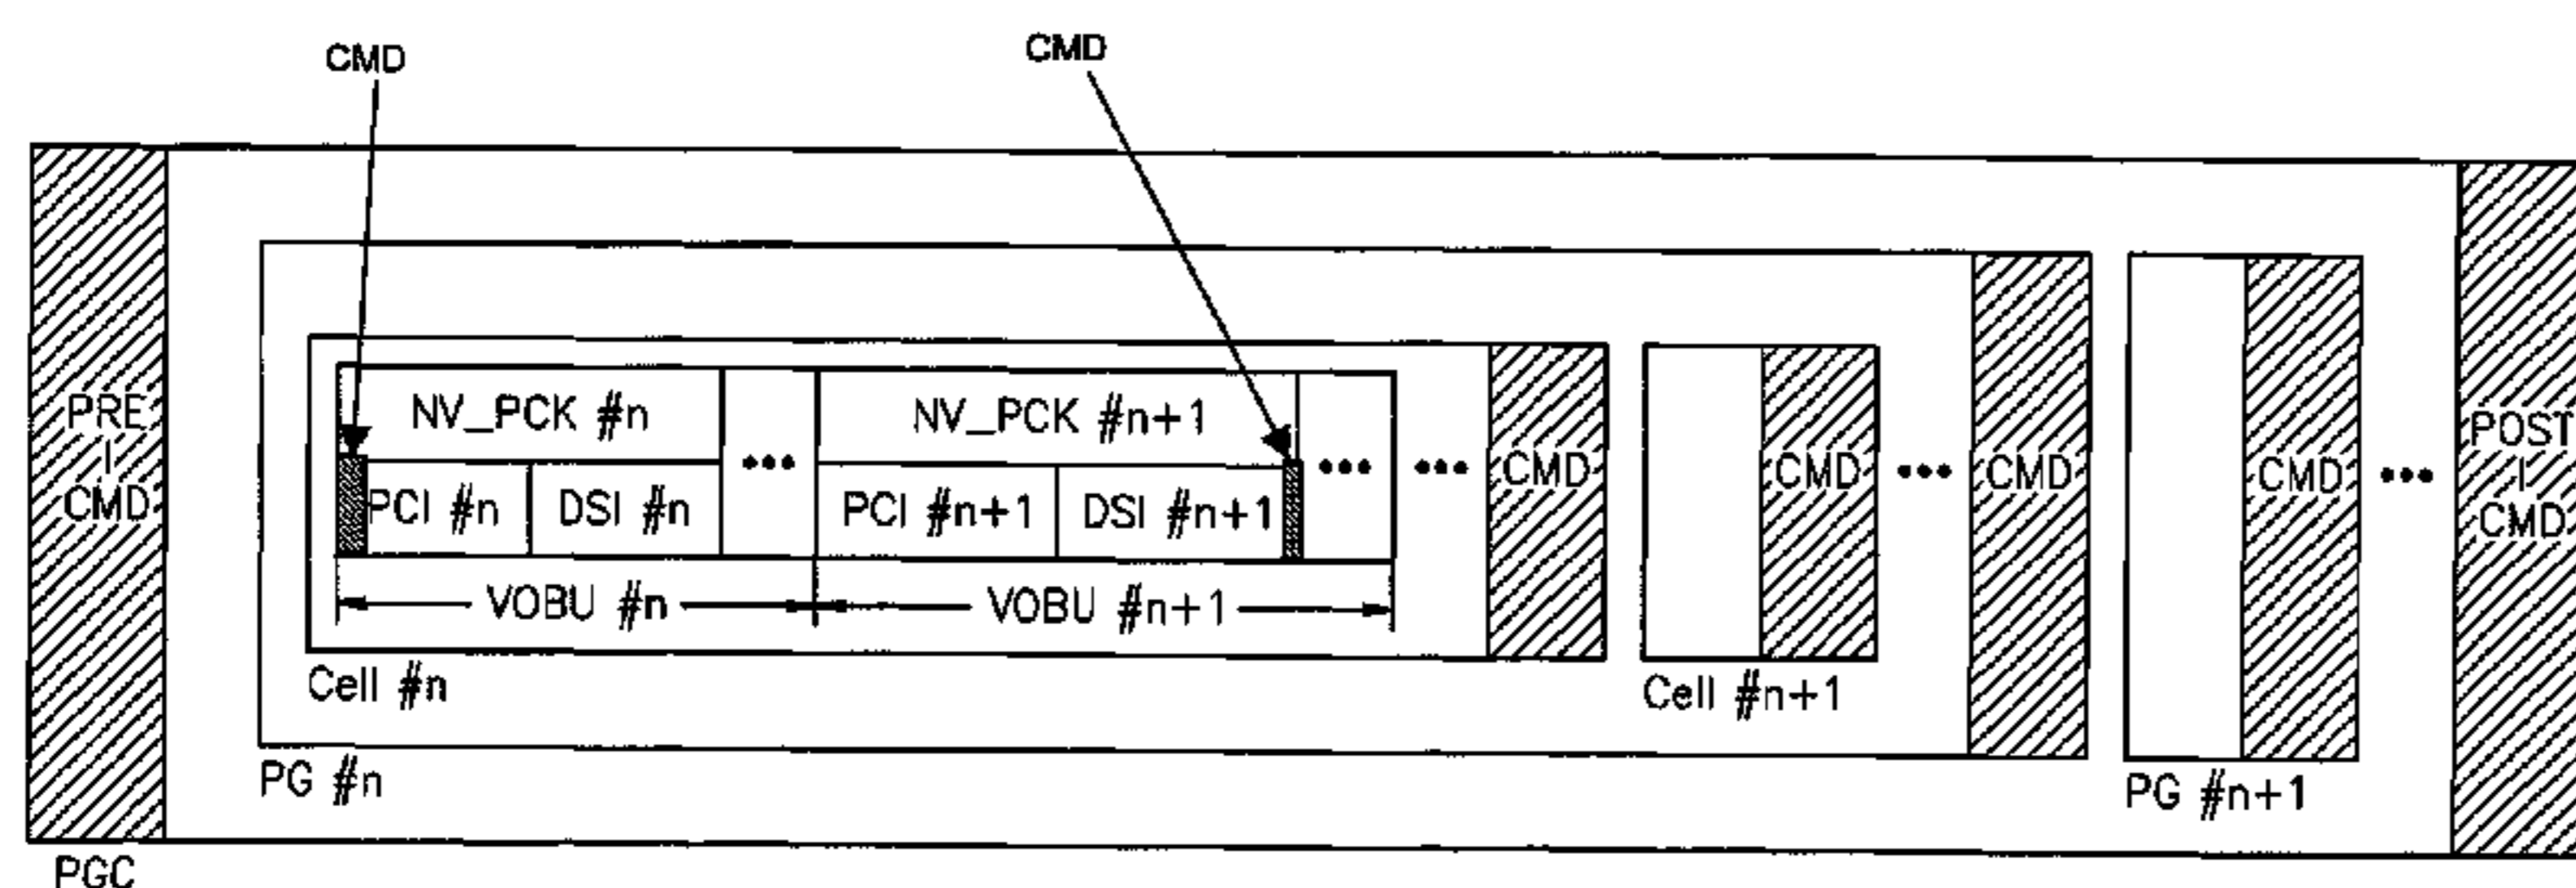 CMD
CMD
PRE
I
CMD
NV_PCK #n
NV_PCK #n+1
PCI #n
DSI #n
•••
PCI #n+1
DSI #n+1
•••
•••
CMD
CMD
•••
CMD
CMD
•••
POST
I
CMD
VOBU #n
VOBU #n+1
Cell #n
Cell #n+1
PG #n
PG #n+1
PGC